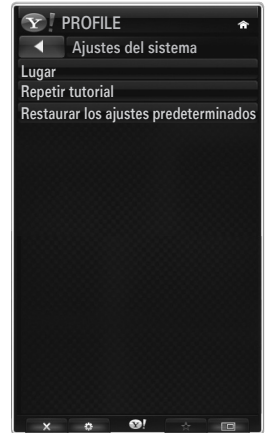 Y! PROFILE
Ajustes del sistema
Lugar
Repetir tutorial
Restaurar los ajustes predeterminados
Y!